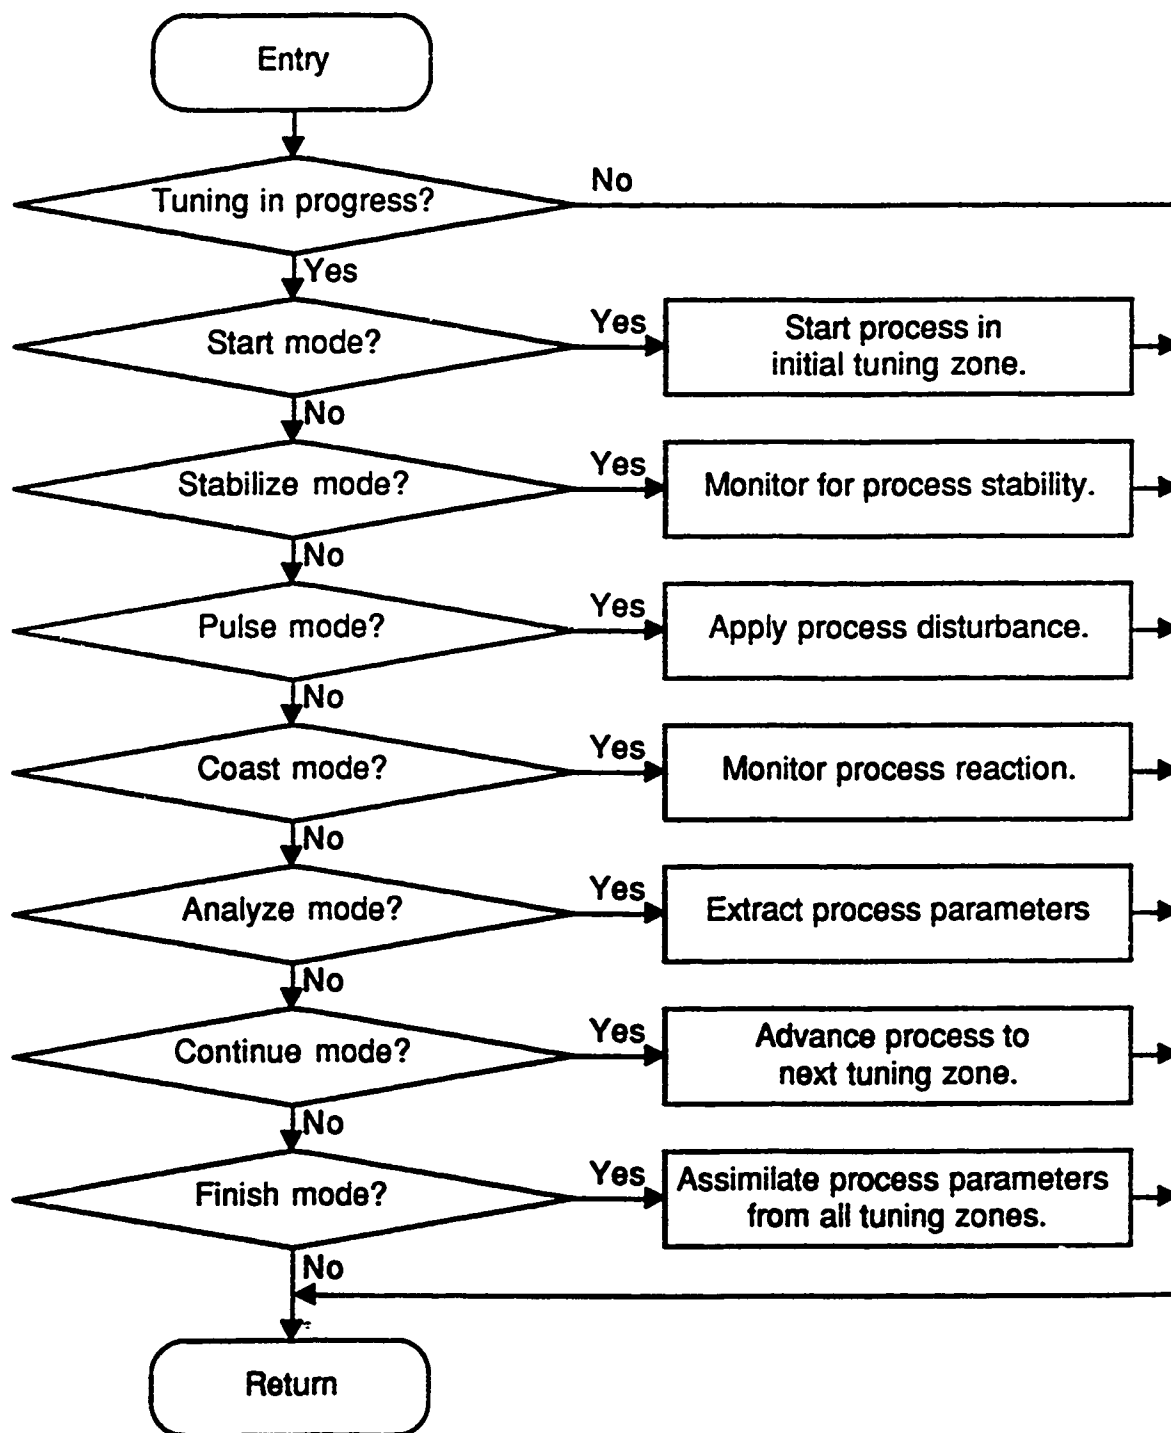 Entry
Tuning in progress?
No
Yes
Start mode?
Yes
Start process in
initial tuning zone.
No
Stabilize mode?
Yes
Monitor for process stability.
No
Pulse mode?
Yes
Apply process disturbance.
No
Coast mode?
Yes
Monitor process reaction.
No
Analyze mode?
Yes
Extract process parameters
No
Continue mode?
Yes
Advance process to
next tuning zone.
No
Finish mode?
Yes
Assimilate process parameters
from all tuning zones.
No
Return